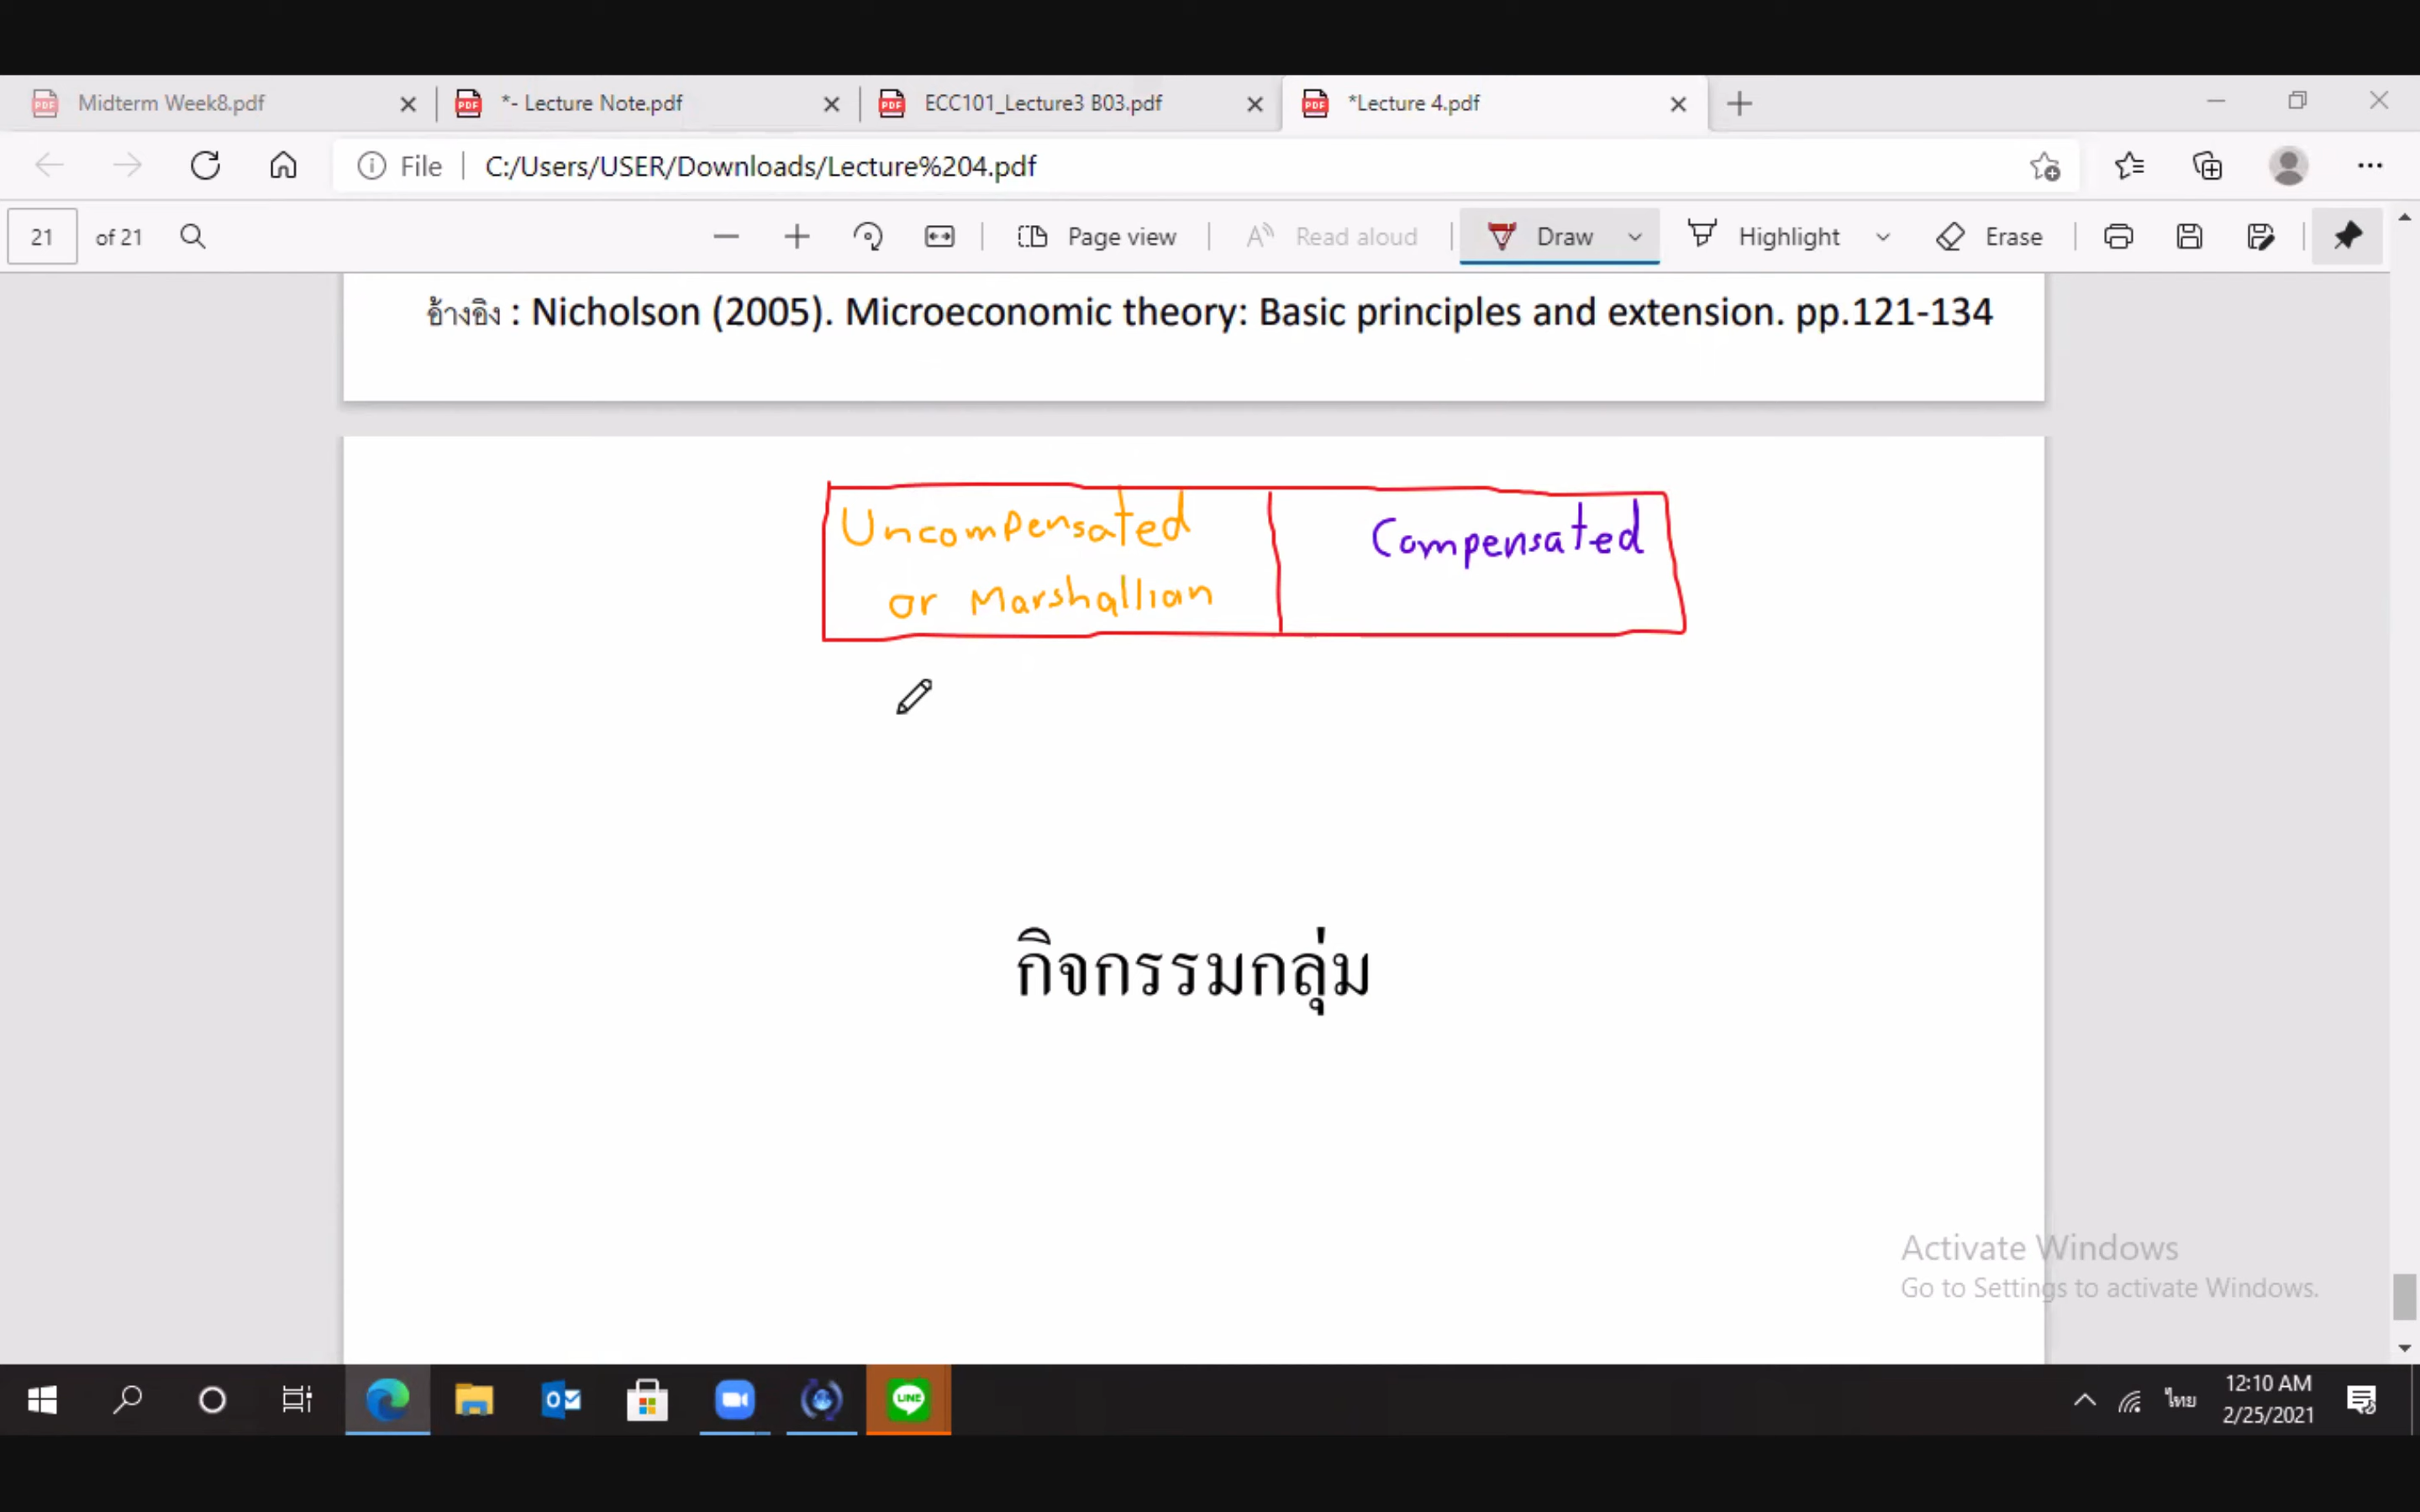 Midterm Week8.pdf
*- Lecture Note.pdf
ECC101_Lecture3 B03.pdf
*Lecture 4.pdf
File
C:/Users/USER/Downloads/Lecture%204.pdf
21
of 21
Page view
Read aloud
Draw
Highlight
Erase
อ้างอิง : Nicholson (2005). Microeconomic theory: Basic principles and extension. pp.121-134
Uncompensated
or Marshallian
Compensated
กิจกรรมกลุ่ม
Activate Windows
Go to Settings to activate Windows.
LINE
ไทย
12:10 AM
2/25/2021